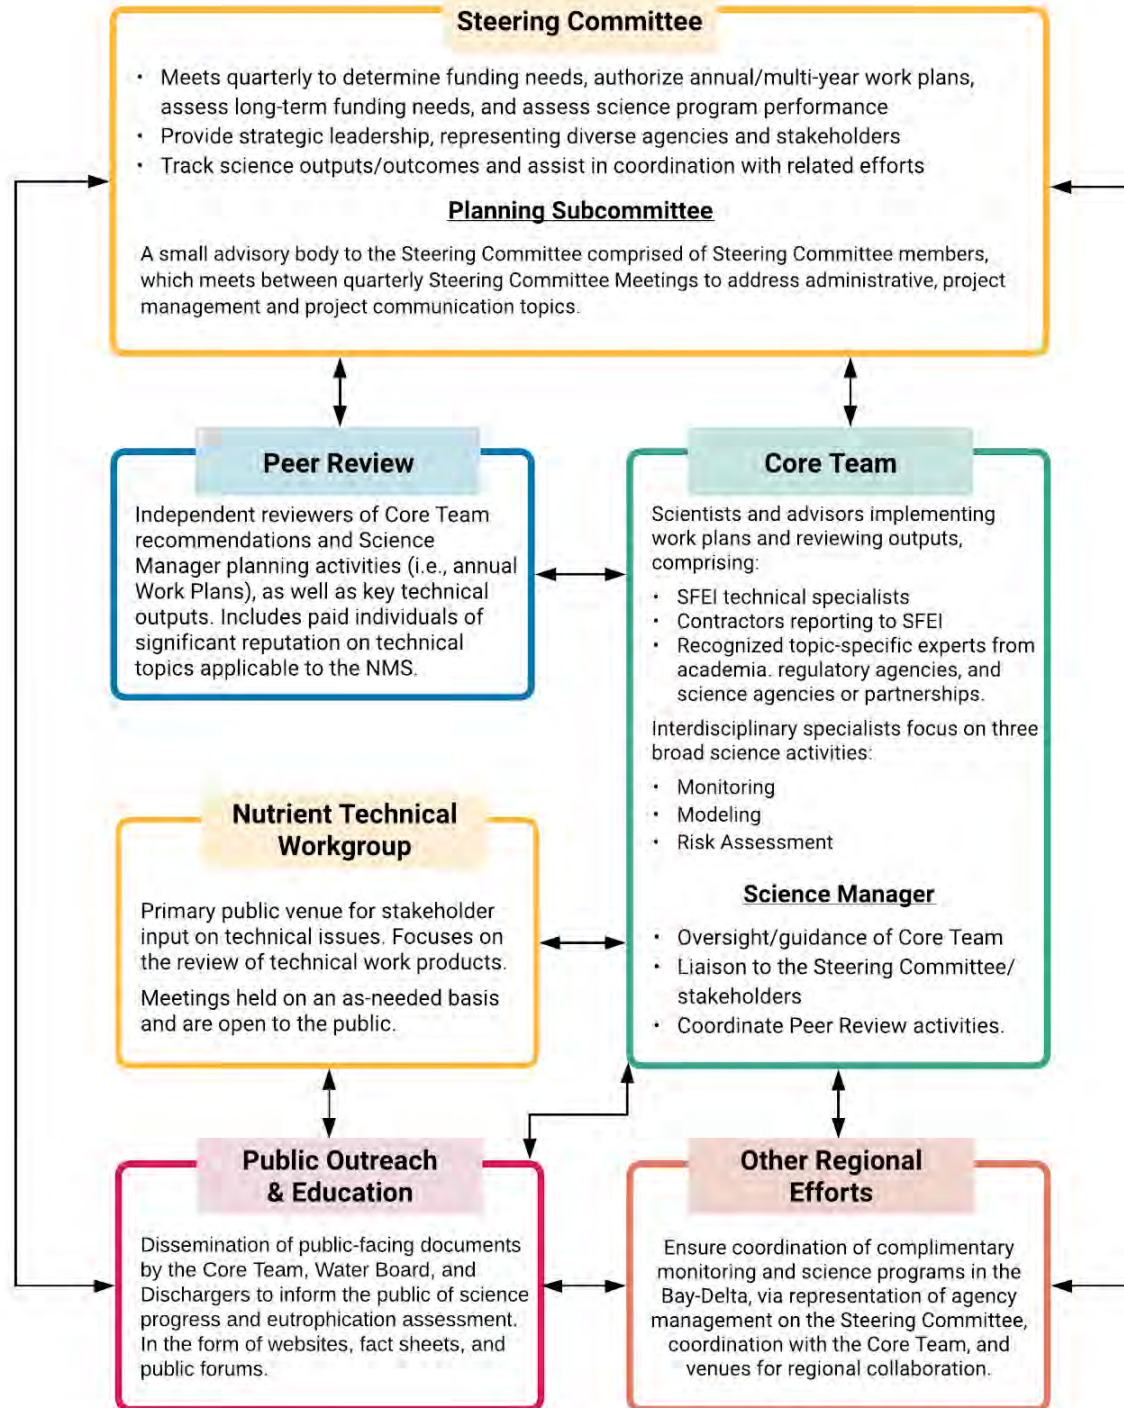 Steering Committee
· Meets quarterly to determine funding needs, authorize annual/multi-year work plans,
assess long-term funding needs, and assess science program performance
· Provide strategic leadership, representing diverse agencies and stakeholders
· Track science outputs/outcomes and assist in coordination with related efforts
Planning Subcommittee
A small advisory body to the Steering Committee comprised of Steering Committee members,
which meets between quarterly Steering Committee Meetings to address administrative, project
management and project communication topics.
Peer Review
Independent reviewers of Core Team
recommendations and Science
Manager planning activities (i.e., annual
Work Plans), as well as key technical
outputs. Includes paid individuals of
significant reputation on technical
topics applicable to the NMS.
Core Team
Scientists and advisors implementing
work plans and reviewing outputs,
comprising:
· SFEI technical specialists
· Contractors reporting to SFEI
· Recognized topic-specific experts from
academia. regulatory agencies, and
science agencies or partnerships.
Interdisciplinary specialists focus on three
broad science activities:
· Monitoring
· Modeling
· Risk Assessment
Science Manager
· Oversight/guidance of Core Team
· Liaison to the Steering Committee/
stakeholders
· Coordinate Peer Review activities.
Nutrient Technical
Workgroup
Primary public venue for stakeholder
input on technical issues. Focuses on
the review of technical work products.
Meetings held on an as-needed basis
and are open to the public.
Public Outreach
& Education
Dissemination of public-facing documents
by the Core Team, Water Board, and
Dischargers to inform the public of science
progress and eutrophication assessment.
In the form of websites, fact sheets, and
public forums.
Other Regional
Efforts
Ensure coordination of complimentary
monitoring and science programs in the
Bay-Delta, via representation of agency
management on the Steering Committee,
coordination with the Core Team, and
venues for regional collaboration.